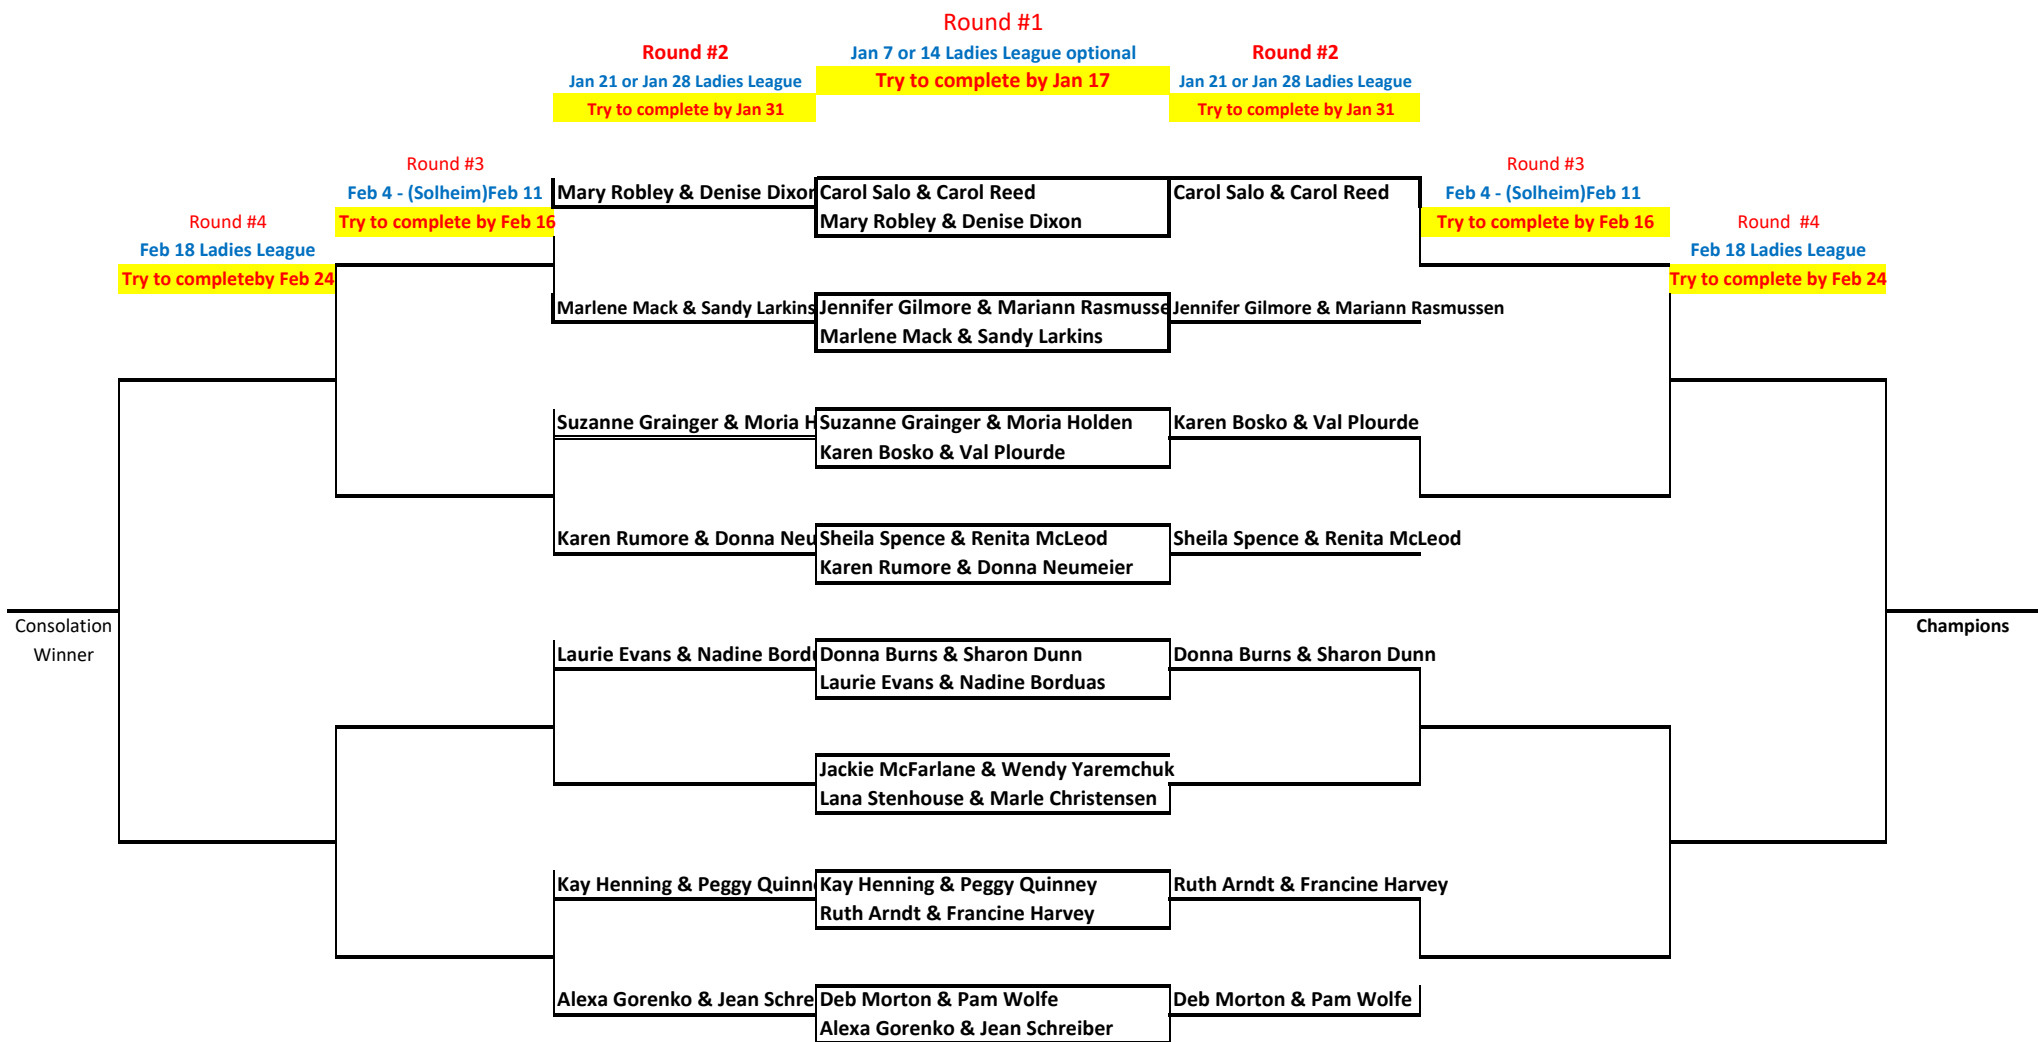 Round #1
Round #2
Jan 7 or 14 Ladies League optional
Round #2
Jan 21 or Jan 28 Ladies League
Try to complete by Jan 17
Jan 21 or Jan 28 Ladies League
Try to complete by Jan 31
Try to complete by Jan 31
Round #3
Round #3
Feb 4 - (Solheim)Feb 11
Mary Robley & Denise Dixon
Carol Salo & Carol Reed
Carol Salo & Carol Reed
Feb 4 - (Solheim)Feb 11
Round #4
Try to complete by Feb 16
Mary Robley & Denise Dixon
Try to complete by Feb 16
Round #4
Feb 18 Ladies League
Feb 18 Ladies League
Try to completeby Feb 24
Try to complete by Feb 24
Marlene Mack & Sandy Larkins
Jennifer Gilmore & Mariann Rasmusse
Jennifer Gilmore & Mariann Rasmussen
Marlene Mack & Sandy Larkins
Suzanne Grainger & Moria H
Suzanne Grainger & Moria Holden
Karen Bosko & Val Plourde
Karen Bosko & Val Plourde
Karen Rumore & Donna Neu
Sheila Spence & Renita McLeod
Sheila Spence & Renita McLeod
Karen Rumore & Donna Neumeier
Consolation
Winner
Champions
Laurie Evans & Nadine Bordu
Donna Burns & Sharon Dunn
Donna Burns & Sharon Dunn
Laurie Evans & Nadine Borduas
Jackie McFarlane & Wendy Yaremchuk
Lana Stenhouse & Marle Christensen
Kay Henning & Peggy Quinne
Kay Henning & Peggy Quinney
Ruth Arndt & Francine Harvey
Ruth Arndt & Francine Harvey
Alexa Gorenko & Jean Schre
Deb Morton & Pam Wolfe
Deb Morton & Pam Wolfe
Alexa Gorenko & Jean Schreiber